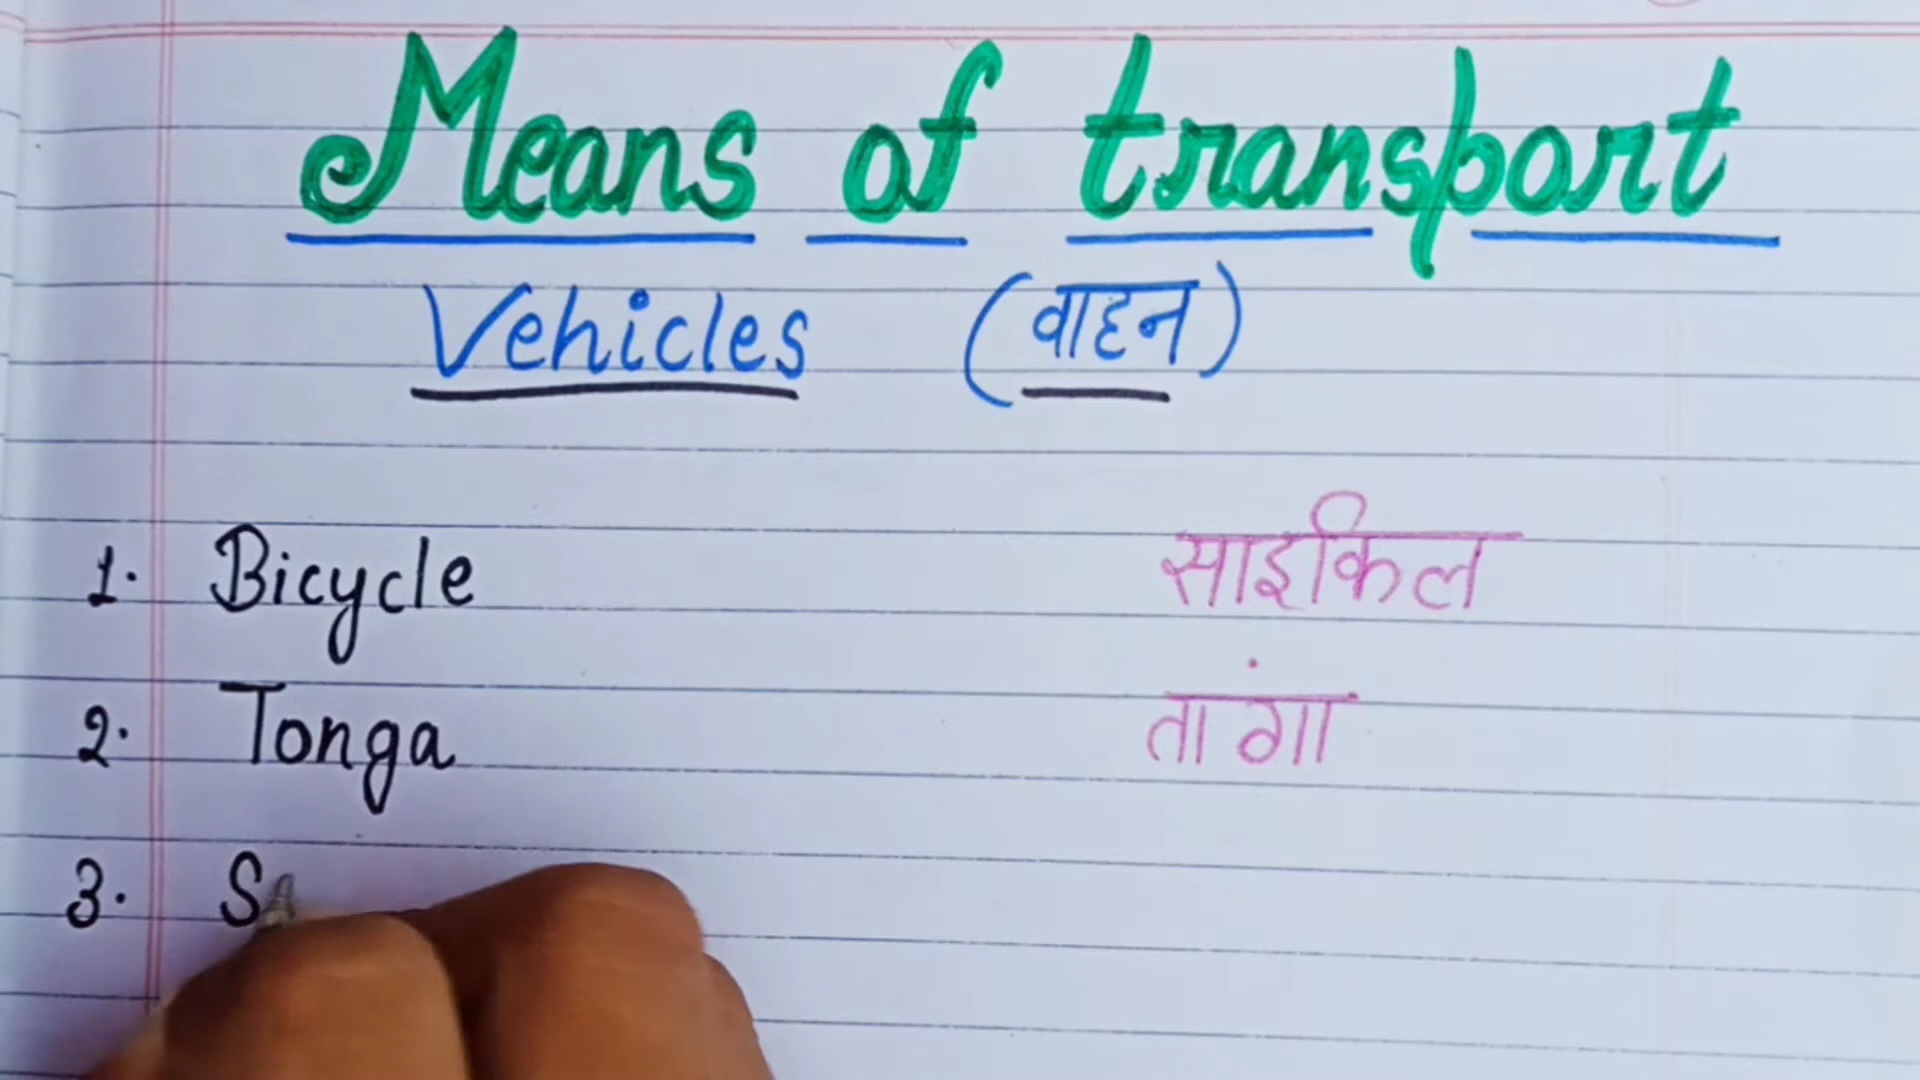 Means of transport
Vehicles (वाहन)
1. Bicycle साइकिल
2. Tonga तांगा
3. S